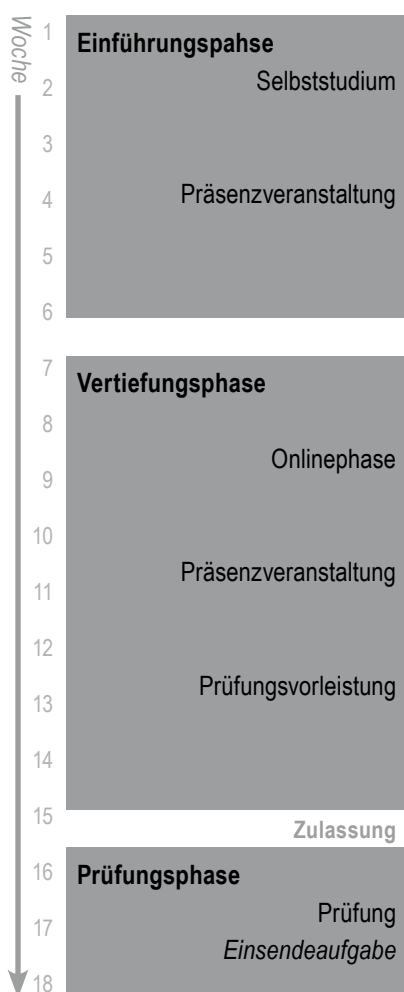 Woche
1
Einführungspahse
2
Selbststudium
3
4
Präsenzveranstaltung
5
6
7
Vertiefungsphase
8
Onlinephase
9
10
Präsenzveranstaltung
11
12
Prüfungsvorleistung
13
14
15
Zulassung
16
Prüfungsphase
Prüfung
17
Einsendeaufgabe
18